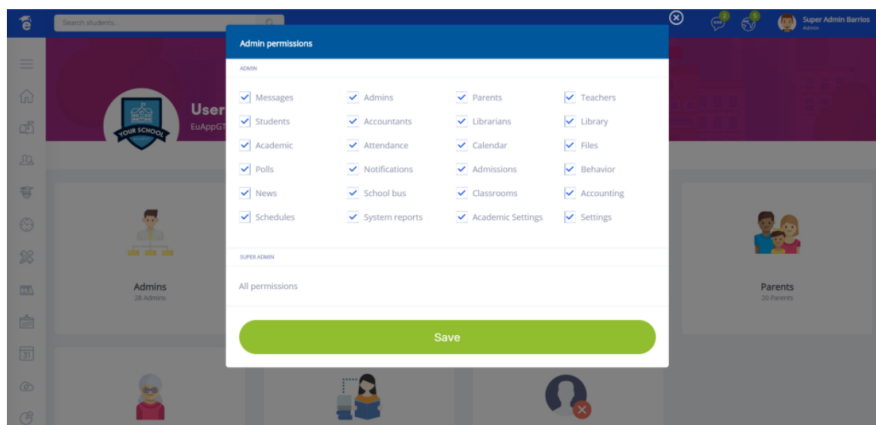 Search students...
2
Super Admin Barrios
Admin
Admin permissions
ADMIN
Messages Admins Parents Teachers
Students Accountants Librarians Library
Academic Attendance Calendar Files
Polls Notifications Admissions Behavior
News School bus Classrooms Accounting
Schedules System reports Academic Settings Settings
SUPER ADMIN
All permissions
Save
User
EuAppGT
YOUR SCHOOL
Admins
28 Admins
Parents
20 Parents